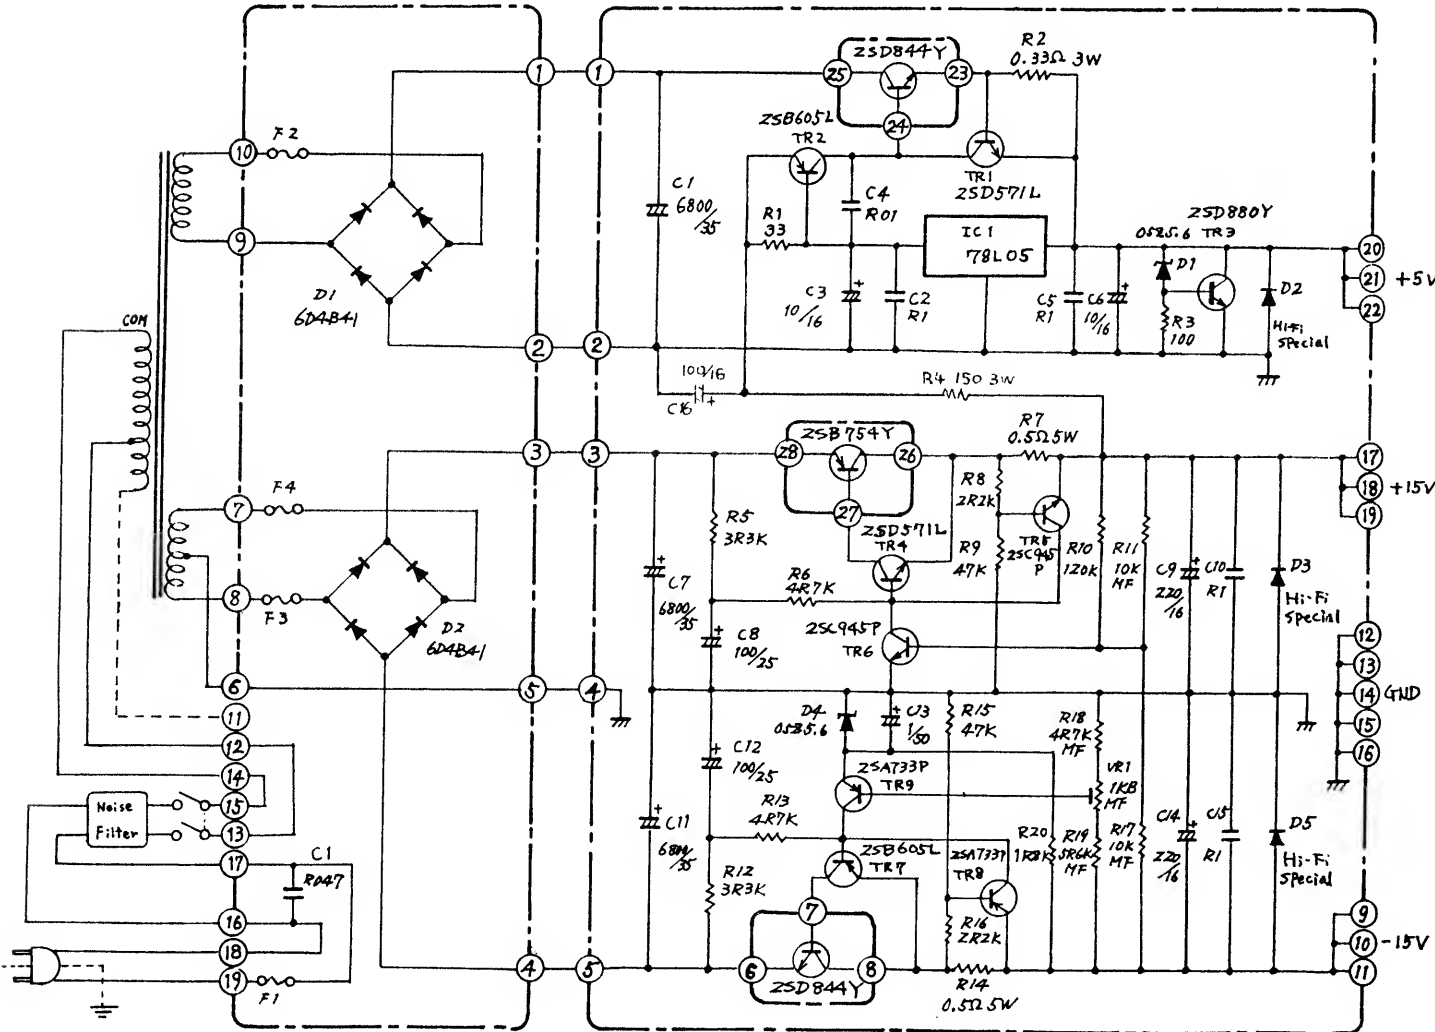 2SD844Y
R2
0.33Ω 3W
1
1
25
23
24
2SB605L
TR2
F2
10
C1
6800/35
C4
R01
TR1
2SD571L
R1
33
IC1
78L05
2SD880Y
05Z5.6
TR3
9
20
21
+5V
22
D1
D2
Hi-Fi
Special
D1
6D4B41
C3
10/16
C2
R1
C5
R1
C6
10/16
R3
100
COM
2
2
100/16
C16
R4 150 3W
2SB754Y
R7
0.5Ω5W
3
3
28
26
17
18
+15V
19
F4
7
27
R8
2R2K
2SD571L
TR4
TR5
2SC945
P
R5
3R3K
R9
47K
R10
120K
R11
10K
MF
C7
6800/35
R6
4R7K
C9
220/16
C10
R1
D3
Hi-Fi
Special
8
F3
D2
6D4B41
C8
100/25
2SC945P
TR6
12
13
14
GND
15
16
6
5
4
11
12
14
15
13
17
16
18
19
D4
05Z5.6
C13
1/50
R15
47K
R18
4R7K
MF
VR1
1KB
MF
C12
100/25
2SA733P
TR9
Noise
Filter
R13
4R7K
C11
6800/35
2SB605L
TR7
R20
1R8K
R19
5R6K
MF
R17
10K
MF
C14
220/16
C15
R1
D5
Hi-Fi
Special
C1
R047
R12
3R3K
2SA733P
TR8
R16
2R2K
7
9
10
-15V
11
4
5
6
8
2SD844Y
R14
0.5Ω5W
F1